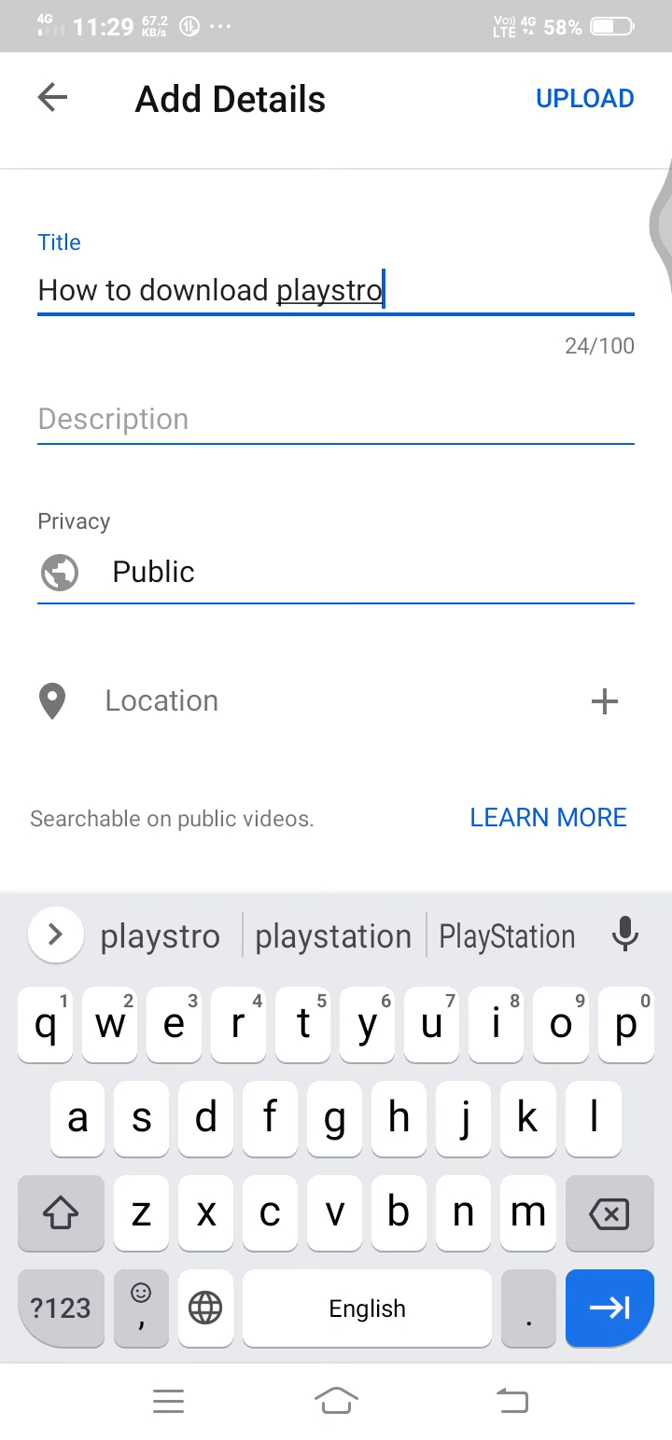 4G 11:29 67.2 KB/s ... Vo)) LTE 4G 58%
Add Details UPLOAD
Title
How to download playstro
24/100
Description
Privacy
Public
Location +
Searchable on public videos. LEARN MORE
playstro playstation PlayStation
q1 w2 e3 r4 t5 y6 u7 i8 o9 p0
a s d f g h j k l
z x c v b n m
?123 , English .